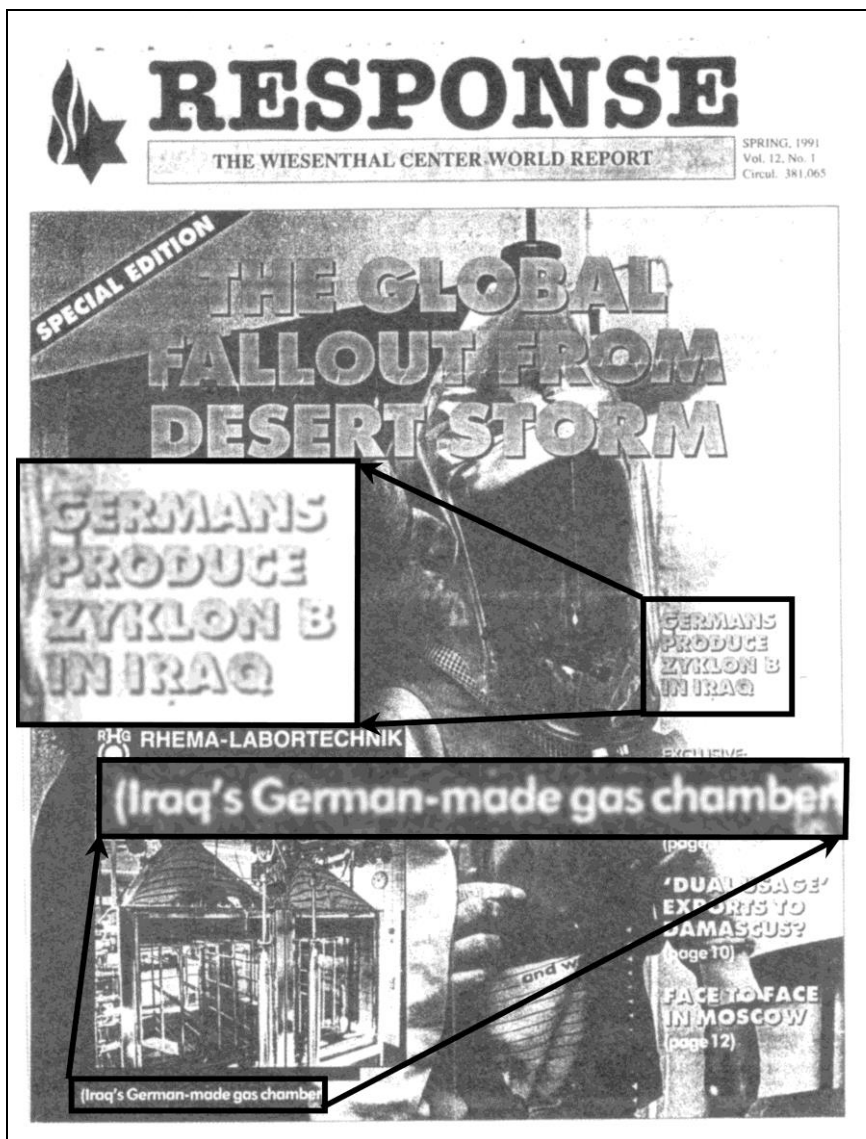 RESPONSE
THE WIESENTHAL CENTER WORLD REPORT
SPRING, 1991
Vol. 12, No. 1
Circul. 381,065
SPECIAL EDITION
THE GLOBAL
FALLOUT FROM
DESERT STORM
GERMANS
PRODUCE
ZYKLON B
IN IRAQ
GERMANS
PRODUCE
ZYKLON B
IN IRAQ
RHG
RHEMA-LABORTECHNIK
EXCLUSIVE:
(Iraq's German-made gas chamber
'DUAL USAGE'
EXPORTS TO
DAMASCUS?
(page 10)
and
FACE TO FACE
IN MOSCOW
(page 12)
(Iraq's German-made gas chamber